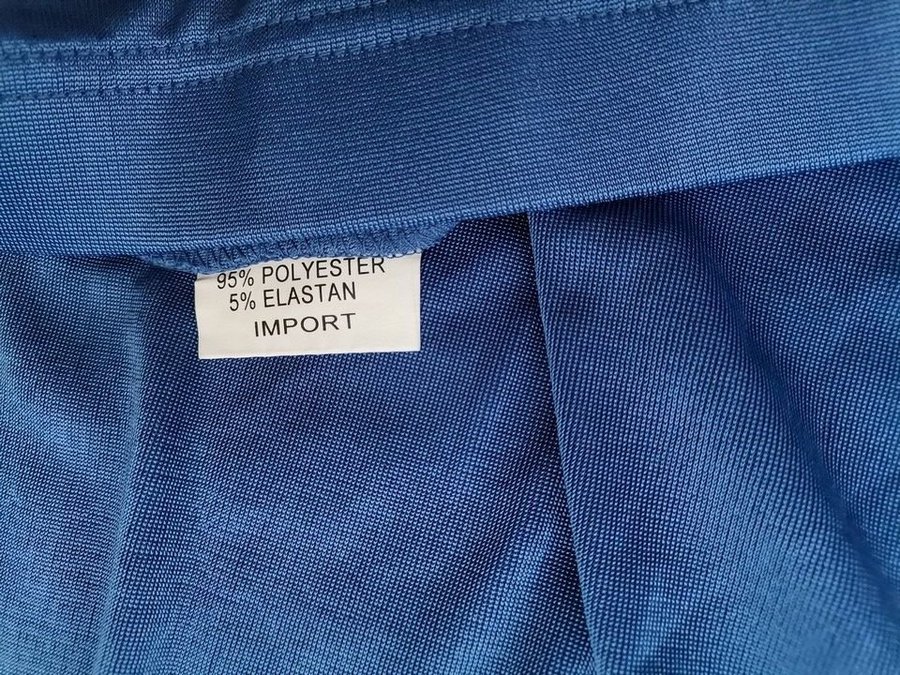 95% POLYESTER
5% ELASTAN
IMPORT